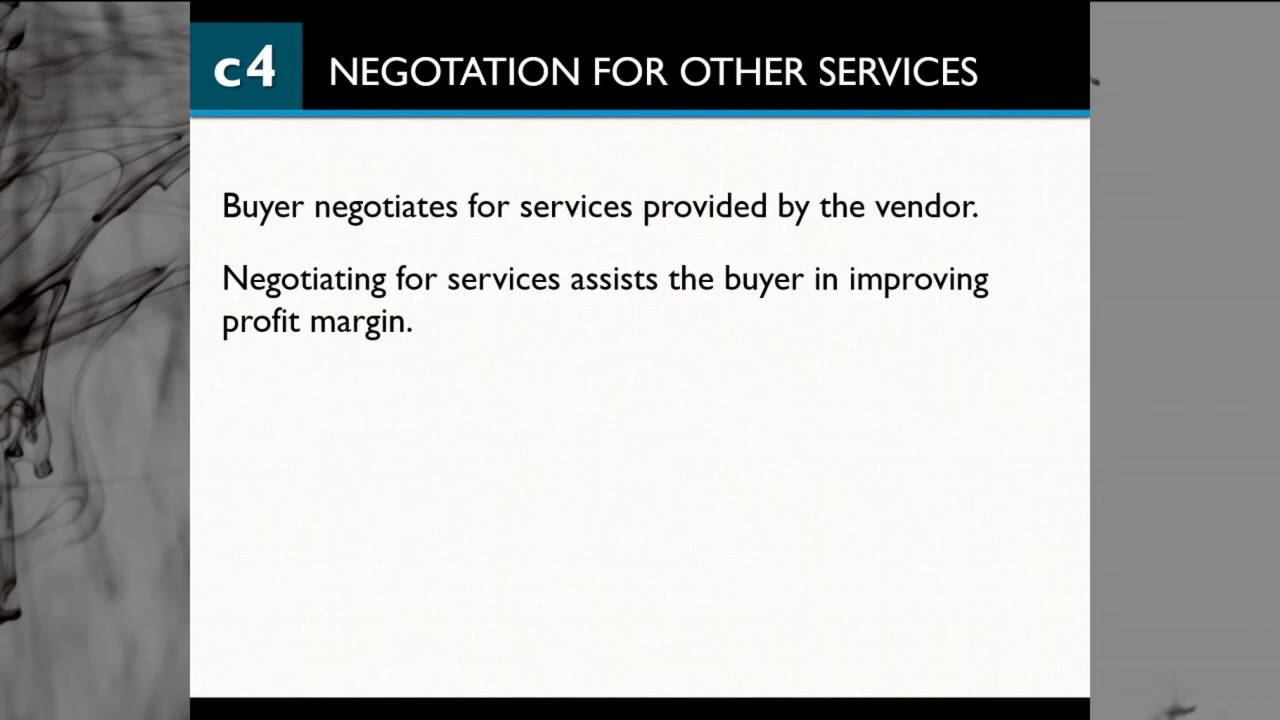 c4
NEGOTATION FOR OTHER SERVICES
Buyer negotiates for services provided by the vendor.
Negotiating for services assists the buyer in improving
profit margin.